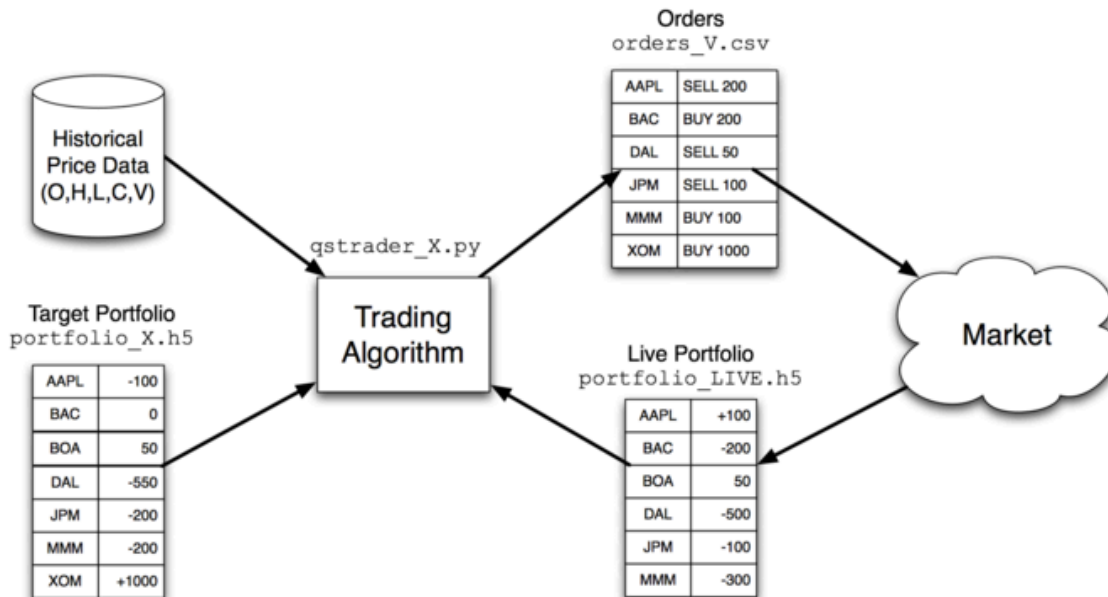 Orders
orders_V.csv
AAPL SELL 200
BAC BUY 200
DAL SELL 50
JPM SELL 100
MMM BUY 100
XOM BUY 1000
Historical
Price Data
(O,H,L,C,V)
qstrader_X.py
Trading
Algorithm
Target Portfolio
portfolio_X.h5
AAPL -100
BAC 0
BOA 50
DAL -550
JPM -200
MMM -200
XOM +1000
Live Portfolio
portfolio_LIVE.h5
AAPL +100
BAC -200
BOA 50
DAL -500
JPM -100
MMM -300
Market